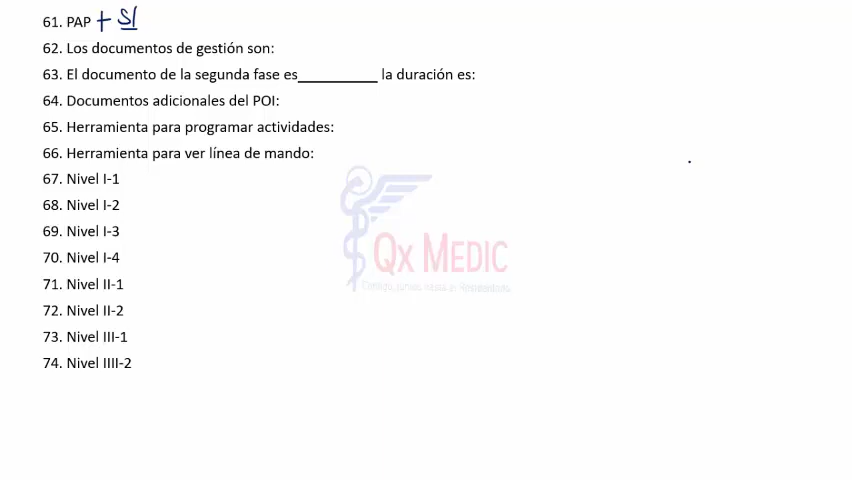 61. PAP + SI
62. Los documentos de gestión son:
63. El documento de la segunda fase es__________ la duración es:
64. Documentos adicionales del POI:
65. Herramienta para programar actividades:
66. Herramienta para ver línea de mando:
67. Nivel I-1
68. Nivel I-2
69. Nivel I-3
70. Nivel I-4
71. Nivel II-1
72. Nivel II-2
73. Nivel III-1
74. Nivel IIII-2
Qx MEDIC